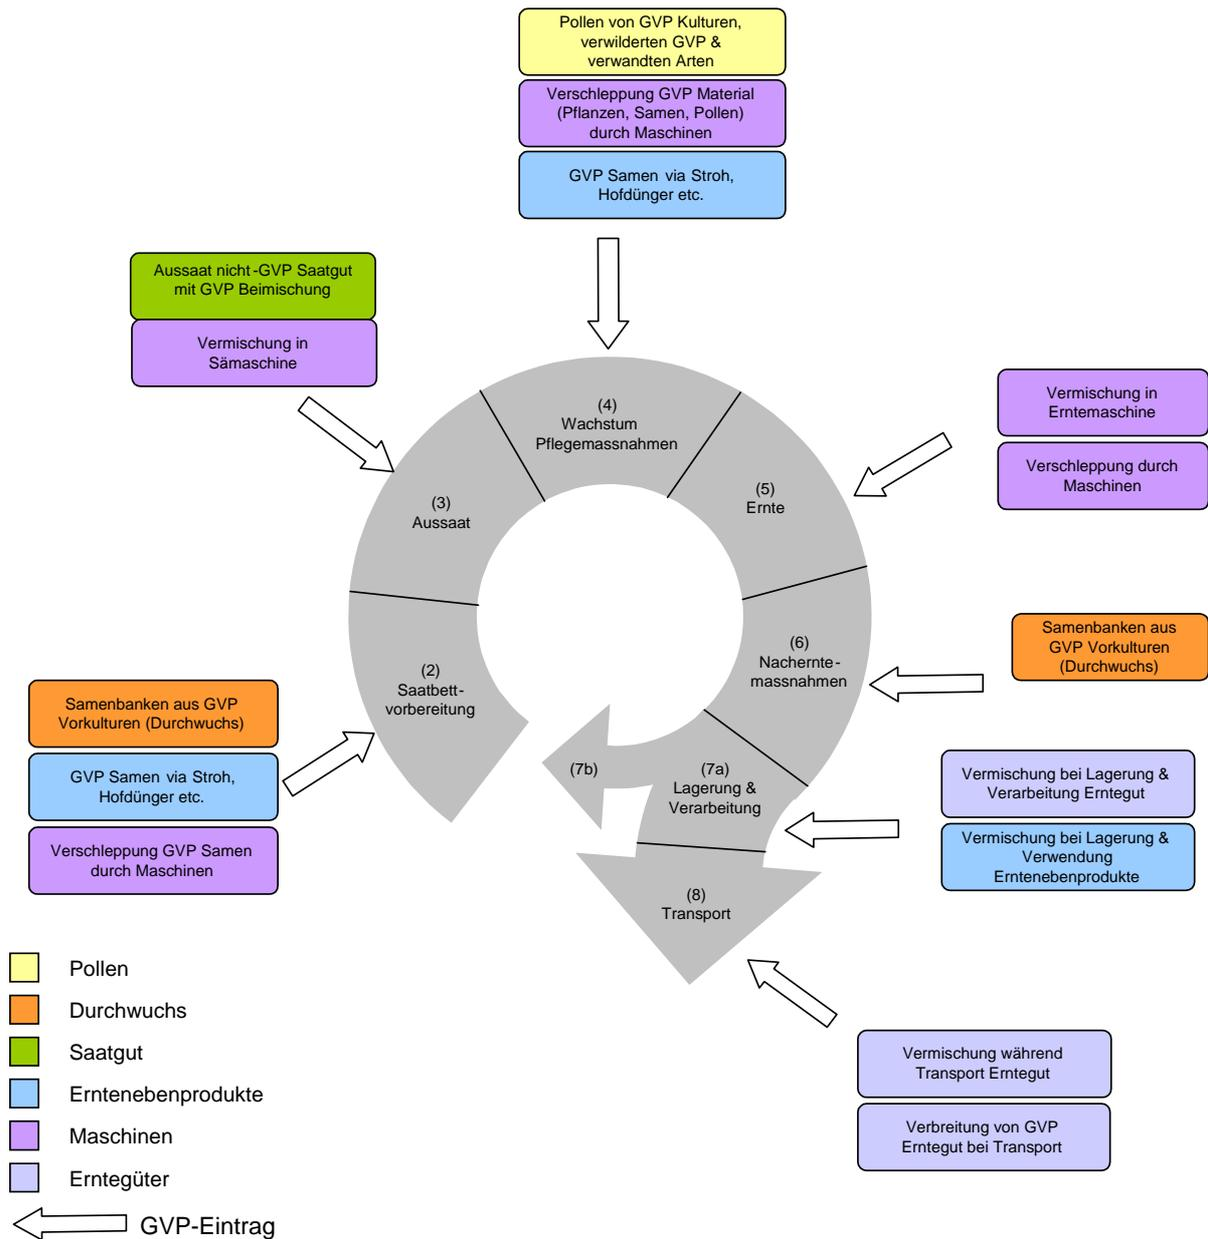 Pollen von GVP Kulturen,
verwilderten GVP &
verwandten Arten
Verschleppung GVP Material
(Pflanzen, Samen, Pollen)
durch Maschinen
GVP Samen via Stroh,
Hofdünger etc.
Aussaat nicht-GVP Saatgut
mit GVP Beimischung
Vermischung in
Sämaschine
(4)
Wachstum
Pflegemassnahmen
Vermischung in
Erntemaschine
Verschleppung durch
Maschinen
(3)
Aussaat
(5)
Ernte
(2)
Saatbett-
vorbereitung
(6)
Nachernte-
massnahmen
Samenbanken aus
GVP Vorkulturen
(Durchwuchs)
Samenbanken aus GVP
Vorkulturen (Durchwuchs)
GVP Samen via Stroh,
Hofdünger etc.
Verschleppung GVP Samen
durch Maschinen
(7b)
(7a)
Lagerung &
Verarbeitung
Vermischung bei Lagerung &
Verarbeitung Erntegut
Vermischung bei Lagerung &
Verwendung
Erntenebenprodukte
(8)
Transport
Vermischung während
Transport Erntegut
Verbreitung von GVP
Erntegut bei Transport
Pollen
Durchwuchs
Saatgut
Erntenebenprodukte
Maschinen
Erntegüter
GVP-Eintrag